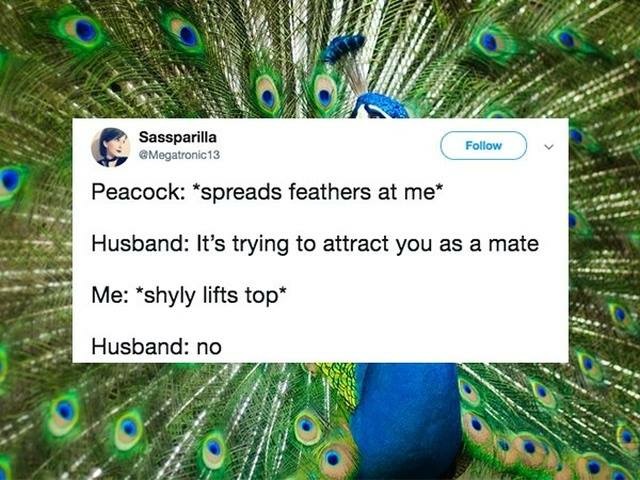 Sassparilla
@Megatronic13
Follow
Peacock: *spreads feathers at me*
Husband: It’s trying to attract you as a mate
Me: *shyly lifts top*
Husband: no